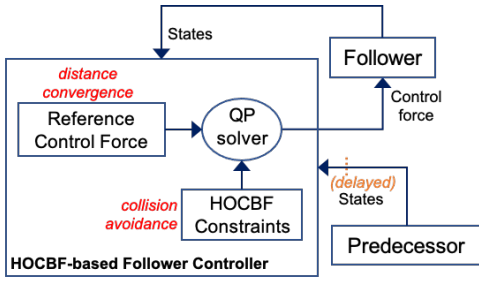 States
Follower
Control
force
distance
convergence
Reference
Control Force
QP
solver
(delayed)
States
collision
avoidance
HOCBF
Constraints
Predecessor
HOCBF-based Follower Controller